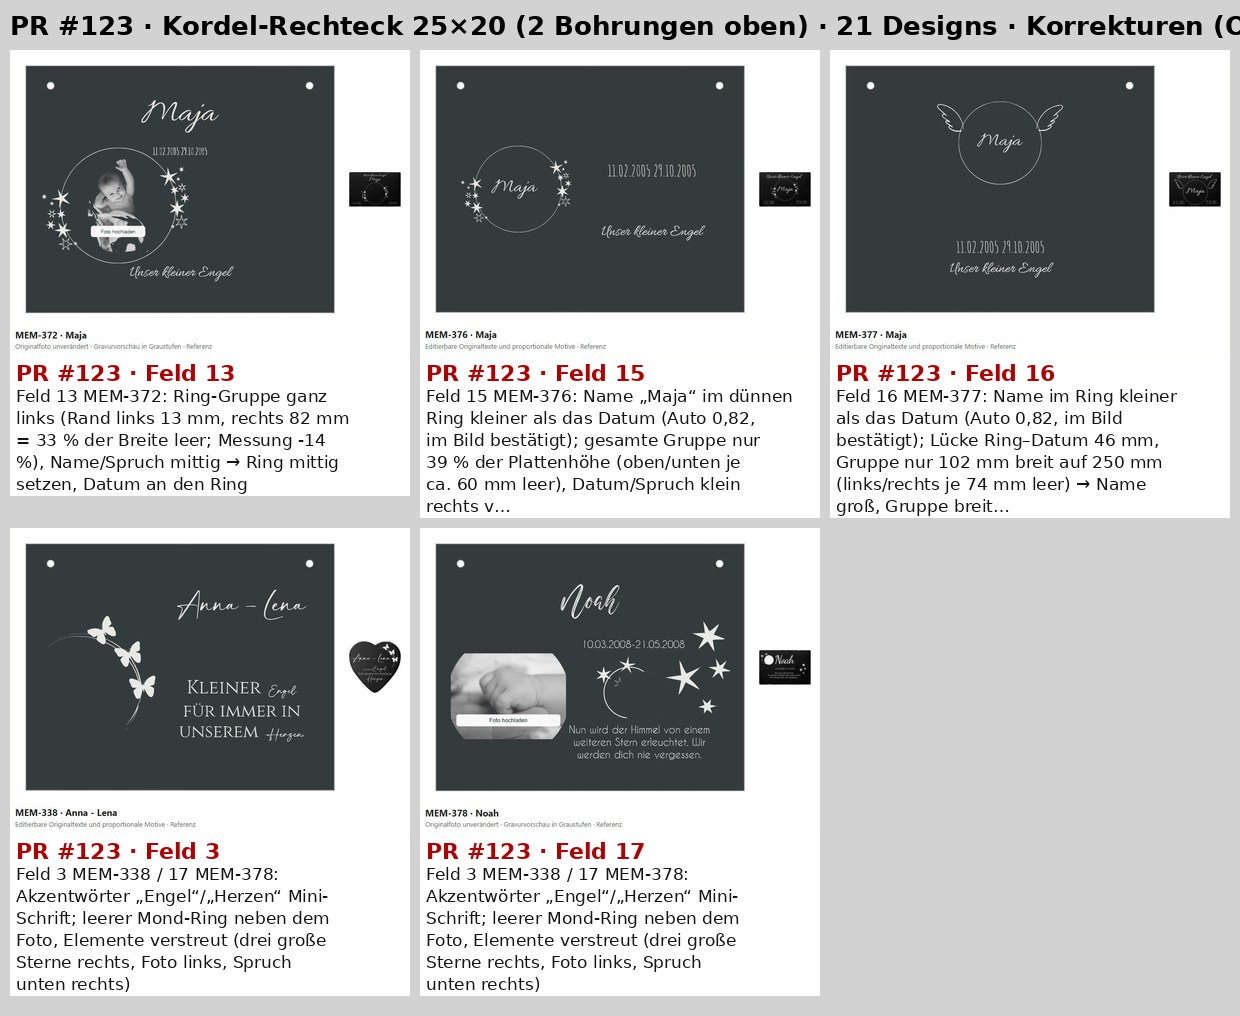 PR #123 · Kordel-Rechteck 25×20 (2 Bohrungen oben) · 21 Designs · Korrekturen (
Maja
11.02.2005 29.10.2005
Foto hochladen
Unser kleiner Engel
MEM-372 · Maja
Originalfoto unverändert · Gravurvorschau in Graustufen · Referenz
PR #123 · Feld 13
Feld 13 MEM-372: Ring-Gruppe ganz
links (Rand links 13 mm, rechts 82 mm
= 33 % der Breite leer; Messung -14
%), Name/Spruch mittig → Ring mittig
setzen, Datum an den Ring
Maja
11.02.2005 29.10.2005
Unser kleiner Engel
MEM-376 · Maja
Editierbare Originaltexte und proportionale Motive · Referenz
PR #123 · Feld 15
Feld 15 MEM-376: Name „Maja“ im dünnen
Ring kleiner als das Datum (Auto 0,82,
im Bild bestätigt); gesamte Gruppe nur
39 % der Plattenhöhe (oben/unten je
ca. 60 mm leer), Datum/Spruch klein
rechts v…
Maja
11.02.2005 29.10.2005
Unser kleiner Engel
MEM-377 · Maja
Editierbare Originaltexte und proportionale Motive · Referenz
PR #123 · Feld 16
Feld 16 MEM-377: Name im Ring kleiner
als das Datum (Auto 0,82, im Bild
bestätigt); Lücke Ring–Datum 46 mm,
Gruppe nur 102 mm breit auf 250 mm
(links/rechts je 74 mm leer) → Name
groß, Gruppe breit…
Anna – Lena
KLEINER Engel
FÜR IMMER IN
UNSEREM Herzen
MEM-338 · Anna - Lena
Editierbare Originaltexte und proportionale Motive · Referenz
PR #123 · Feld 3
Feld 3 MEM-338 / 17 MEM-378:
Akzentwörter „Engel“/„Herzen“ Mini-
Schrift; leerer Mond-Ring neben dem
Foto, Elemente verstreut (drei große
Sterne rechts, Foto links, Spruch
unten rechts)
Noah
10.03.2008-21.05.2008
Foto hochladen
Nun wird der Himmel von einem
weiteren Stern erleuchtet. Wir
werden dich nie vergessen.
Noah
MEM-378 · Noah
Originalfoto unverändert · Gravurvorschau in Graustufen · Referenz
PR #123 · Feld 17
Feld 3 MEM-338 / 17 MEM-378:
Akzentwörter „Engel“/„Herzen“ Mini-
Schrift; leerer Mond-Ring neben dem
Foto, Elemente verstreut (drei große
Sterne rechts, Foto links, Spruch
unten rechts)